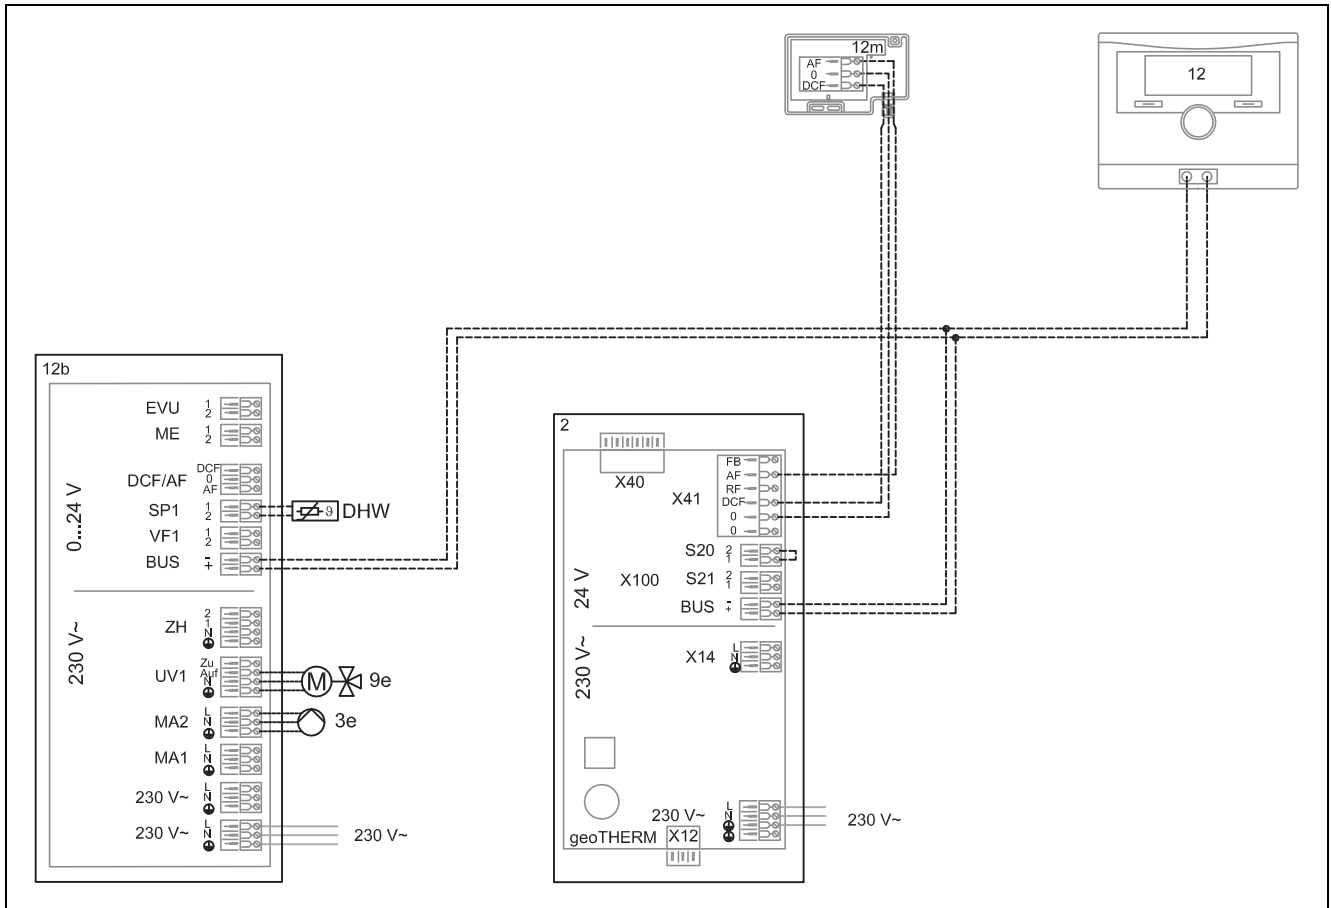 12m
AF
0
DCF
12
12b
0...24 V
EVU 1 2
ME 1 2
DCF/AF DCF 0 AF
SP1 1 2
DHW
VF1 1 2
BUS - +
230 V~
ZH 2 1 N
UV1 Zu Auf N
M
9e
MA2 L N
3e
MA1 L N
230 V~ L N
230 V~ L N
230 V~
2
X40
X41
FB
AF
RF
DCF
0
0
24 V
X100
S20 2 1
S21 2 1
BUS - +
230 V~
X14 L N
230 V~ L N
230 V~
geoTHERM
X12